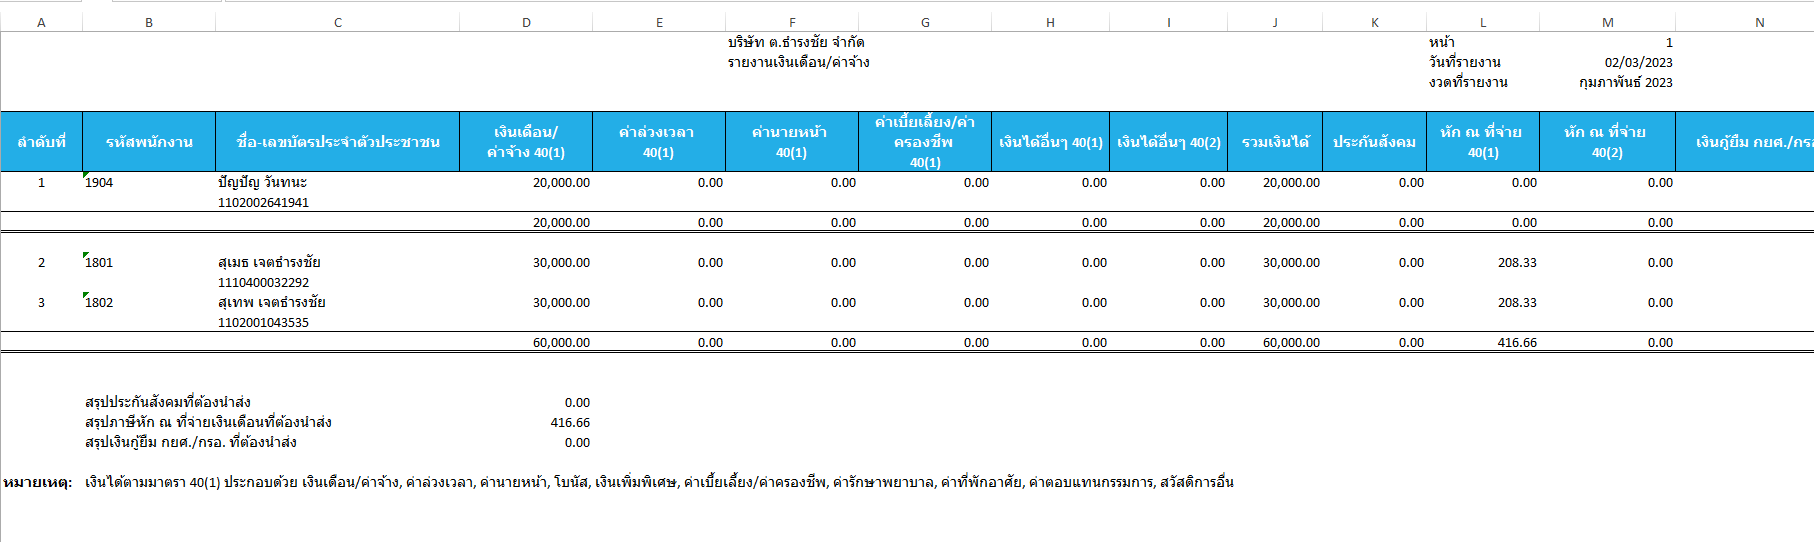 A B C D E F G H I J K L M N
บริษัท ต.ธำรงชัย จำกัด หน้า 1
รายงานเงินเดือน/ค่าจ้าง วันที่รายงาน 02/03/2023
งวดที่รายงาน กุมภาพันธ์ 2023
ลำดับที่ รหัสพนักงาน ชื่อ-เลขบัตรประจำตัวประชาชน เงินเดือน/ค่าจ้าง 40(1) ค่าล่วงเวลา 40(1) ค่านายหน้า 40(1) ค่าเบี้ยเลี้ยง/ค่าครองชีพ 40(1) เงินได้อื่นๆ 40(1) เงินได้อื่นๆ 40(2) รวมเงินได้ ประกันสังคม หัก ณ ที่จ่าย 40(1) หัก ณ ที่จ่าย 40(2) เงินกู้ยืม กยศ./กรอ
1 1904 ปัญปัญ วันทนะ 20,000.00 0.00 0.00 0.00 0.00 0.00 20,000.00 0.00 0.00 0.00
1102002641941
20,000.00 0.00 0.00 0.00 0.00 0.00 20,000.00 0.00 0.00 0.00
2 1801 สุเมธ เจตธำรงชัย 30,000.00 0.00 0.00 0.00 0.00 0.00 30,000.00 0.00 208.33 0.00
1110400032292
3 1802 สุเทพ เจตธำรงชัย 30,000.00 0.00 0.00 0.00 0.00 0.00 30,000.00 0.00 208.33 0.00
1102001043535
60,000.00 0.00 0.00 0.00 0.00 0.00 60,000.00 0.00 416.66 0.00
สรุปประกันสังคมที่ต้องนำส่ง 0.00
สรุปภาษีหัก ณ ที่จ่ายเงินเดือนที่ต้องนำส่ง 416.66
สรุปเงินกู้ยืม กยศ./กรอ. ที่ต้องนำส่ง 0.00
หมายเหตุ: เงินได้ตามมาตรา 40(1) ประกอบด้วย เงินเดือน/ค่าจ้าง, ค่าล่วงเวลา, ค่านายหน้า, โบนัส, เงินเพิ่มพิเศษ, ค่าเบี้ยเลี้ยง/ค่าครองชีพ, ค่ารักษาพยาบาล, ค่าที่พักอาศัย, ค่าตอบแทนกรรมการ, สวัสดิการอื่น